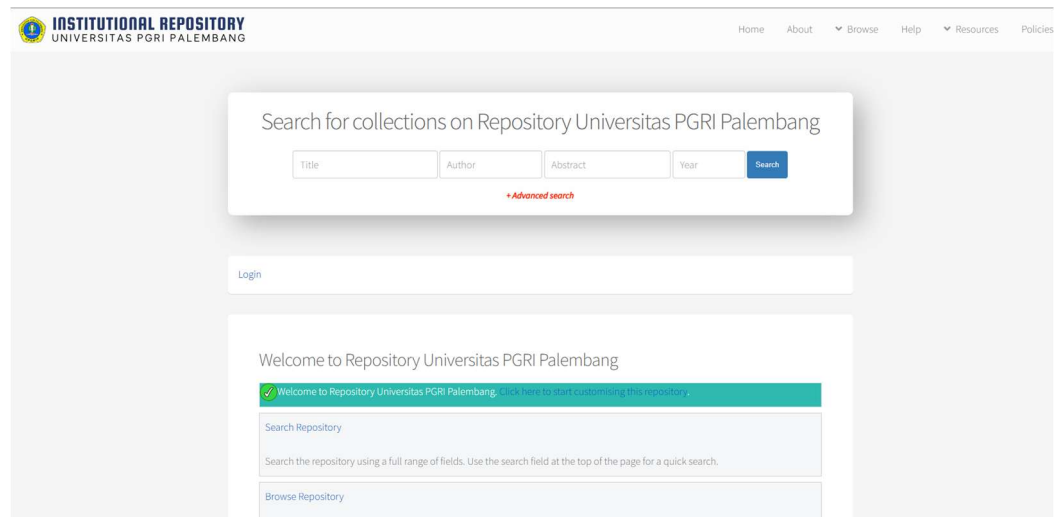 INSTITUTIONAL REPOSITORY
UNIVERSITAS PGRI PALEMBANG
Home About Browse Help Resources Policies
Search for collections on Repository Universitas PGRI Palembang
Title Author Abstract Year Search
+ Advanced search
Login
Welcome to Repository Universitas PGRI Palembang
Welcome to Repository Universitas PGRI Palembang. Click here to start customising this repository.
Search Repository
Search the repository using a full range of fields. Use the search field at the top of the page for a quick search.
Browse Repository